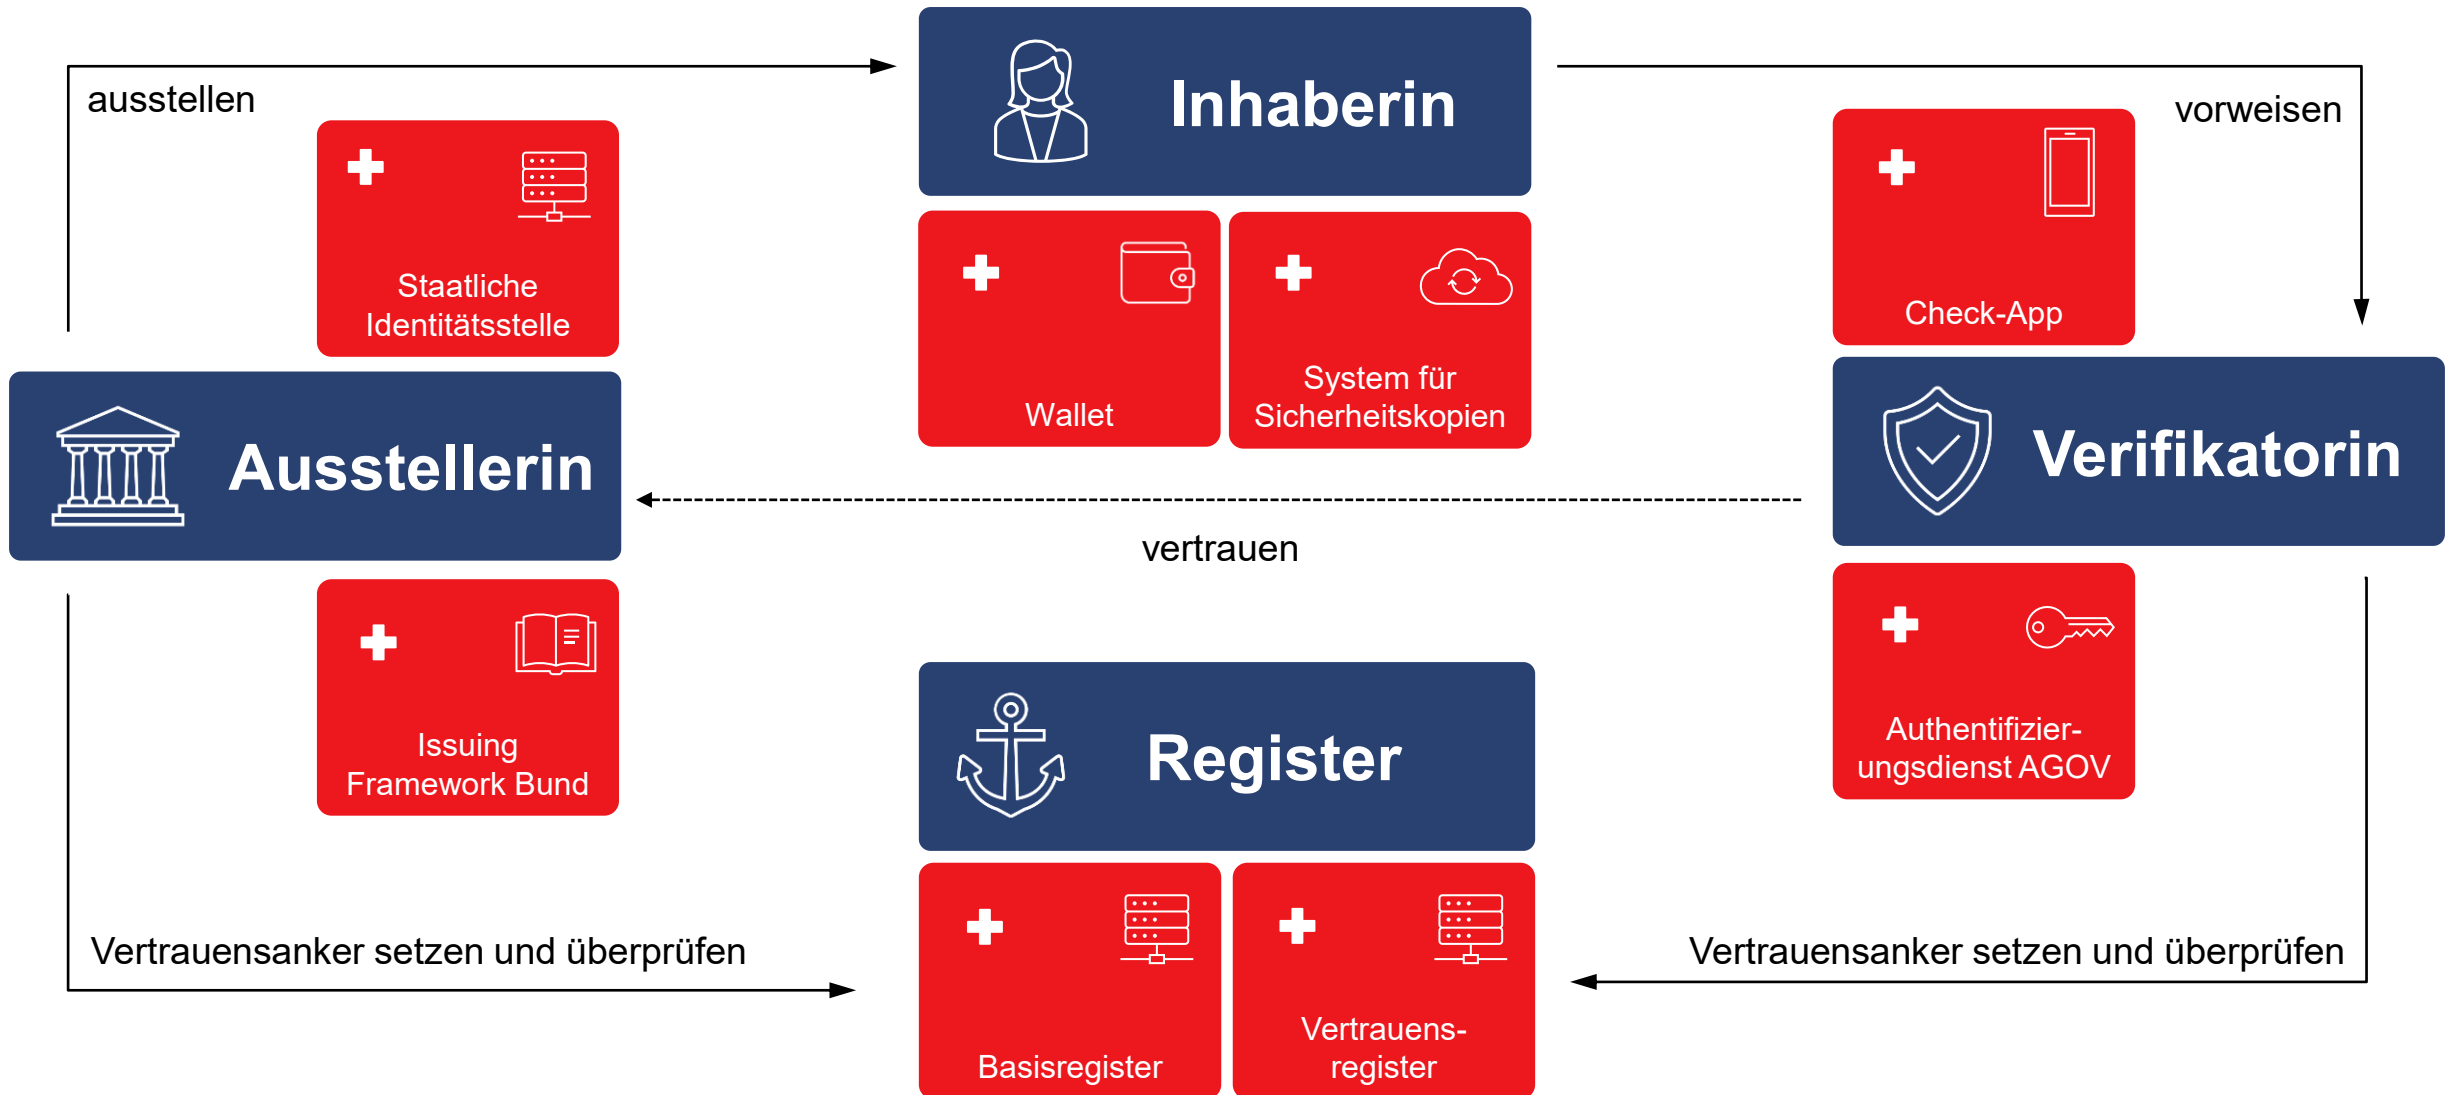 ausstellen
Inhaberin
vorweisen
Staatliche
Identitätsstelle
Wallet
System für
Sicherheitskopien
Check-App
Ausstellerin
vertrauen
Verifikatorin
Issuing
Framework Bund
Register
Authentifizier-
ungsdienst AGOV
Vertrauensanker setzen und überprüfen
Vertrauensanker setzen und überprüfen
Basisregister
Vertrauens-
register